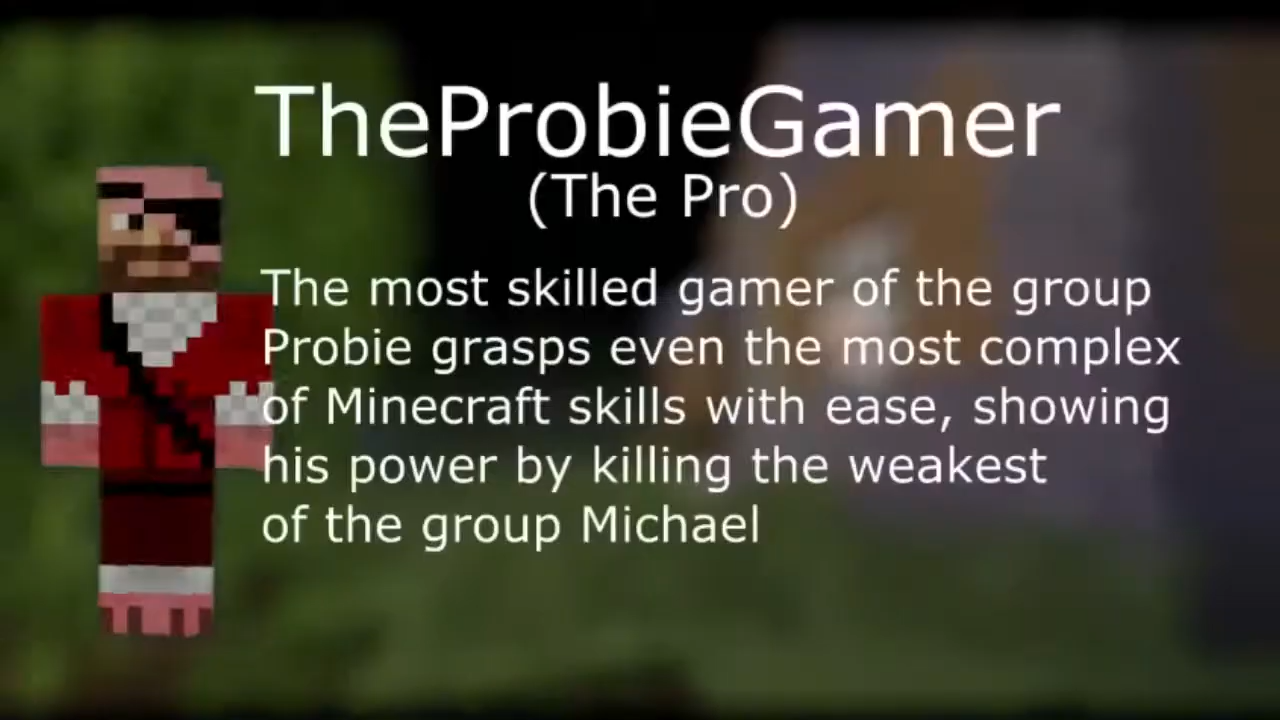 TheProbieGamer
(The Pro)
The most skilled gamer of the group
Probie grasps even the most complex
of Minecraft skills with ease, showing
his power by killing the weakest
of the group Michael